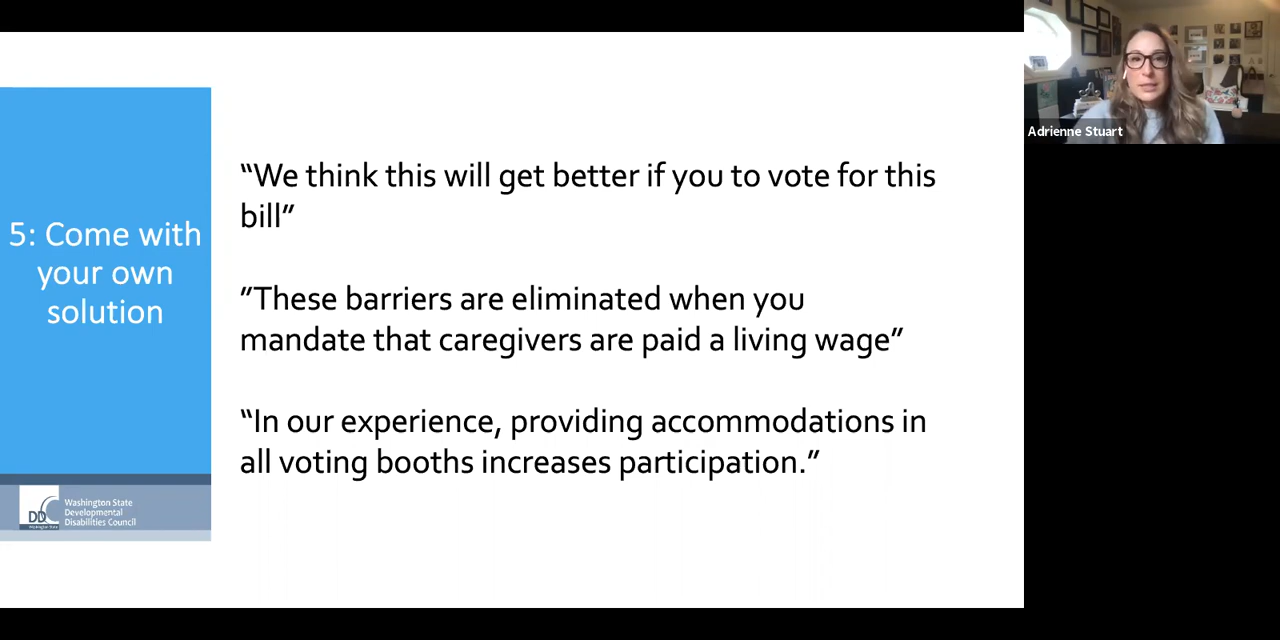 5: Come with
your own
solution
“We think this will get better if you to vote for this
bill”
”These barriers are eliminated when you
mandate that caregivers are paid a living wage”
“In our experience, providing accommodations in
all voting booths increases participation.”
DDC
Washington State
Developmental
Disabilities Council
Adrienne Stuart